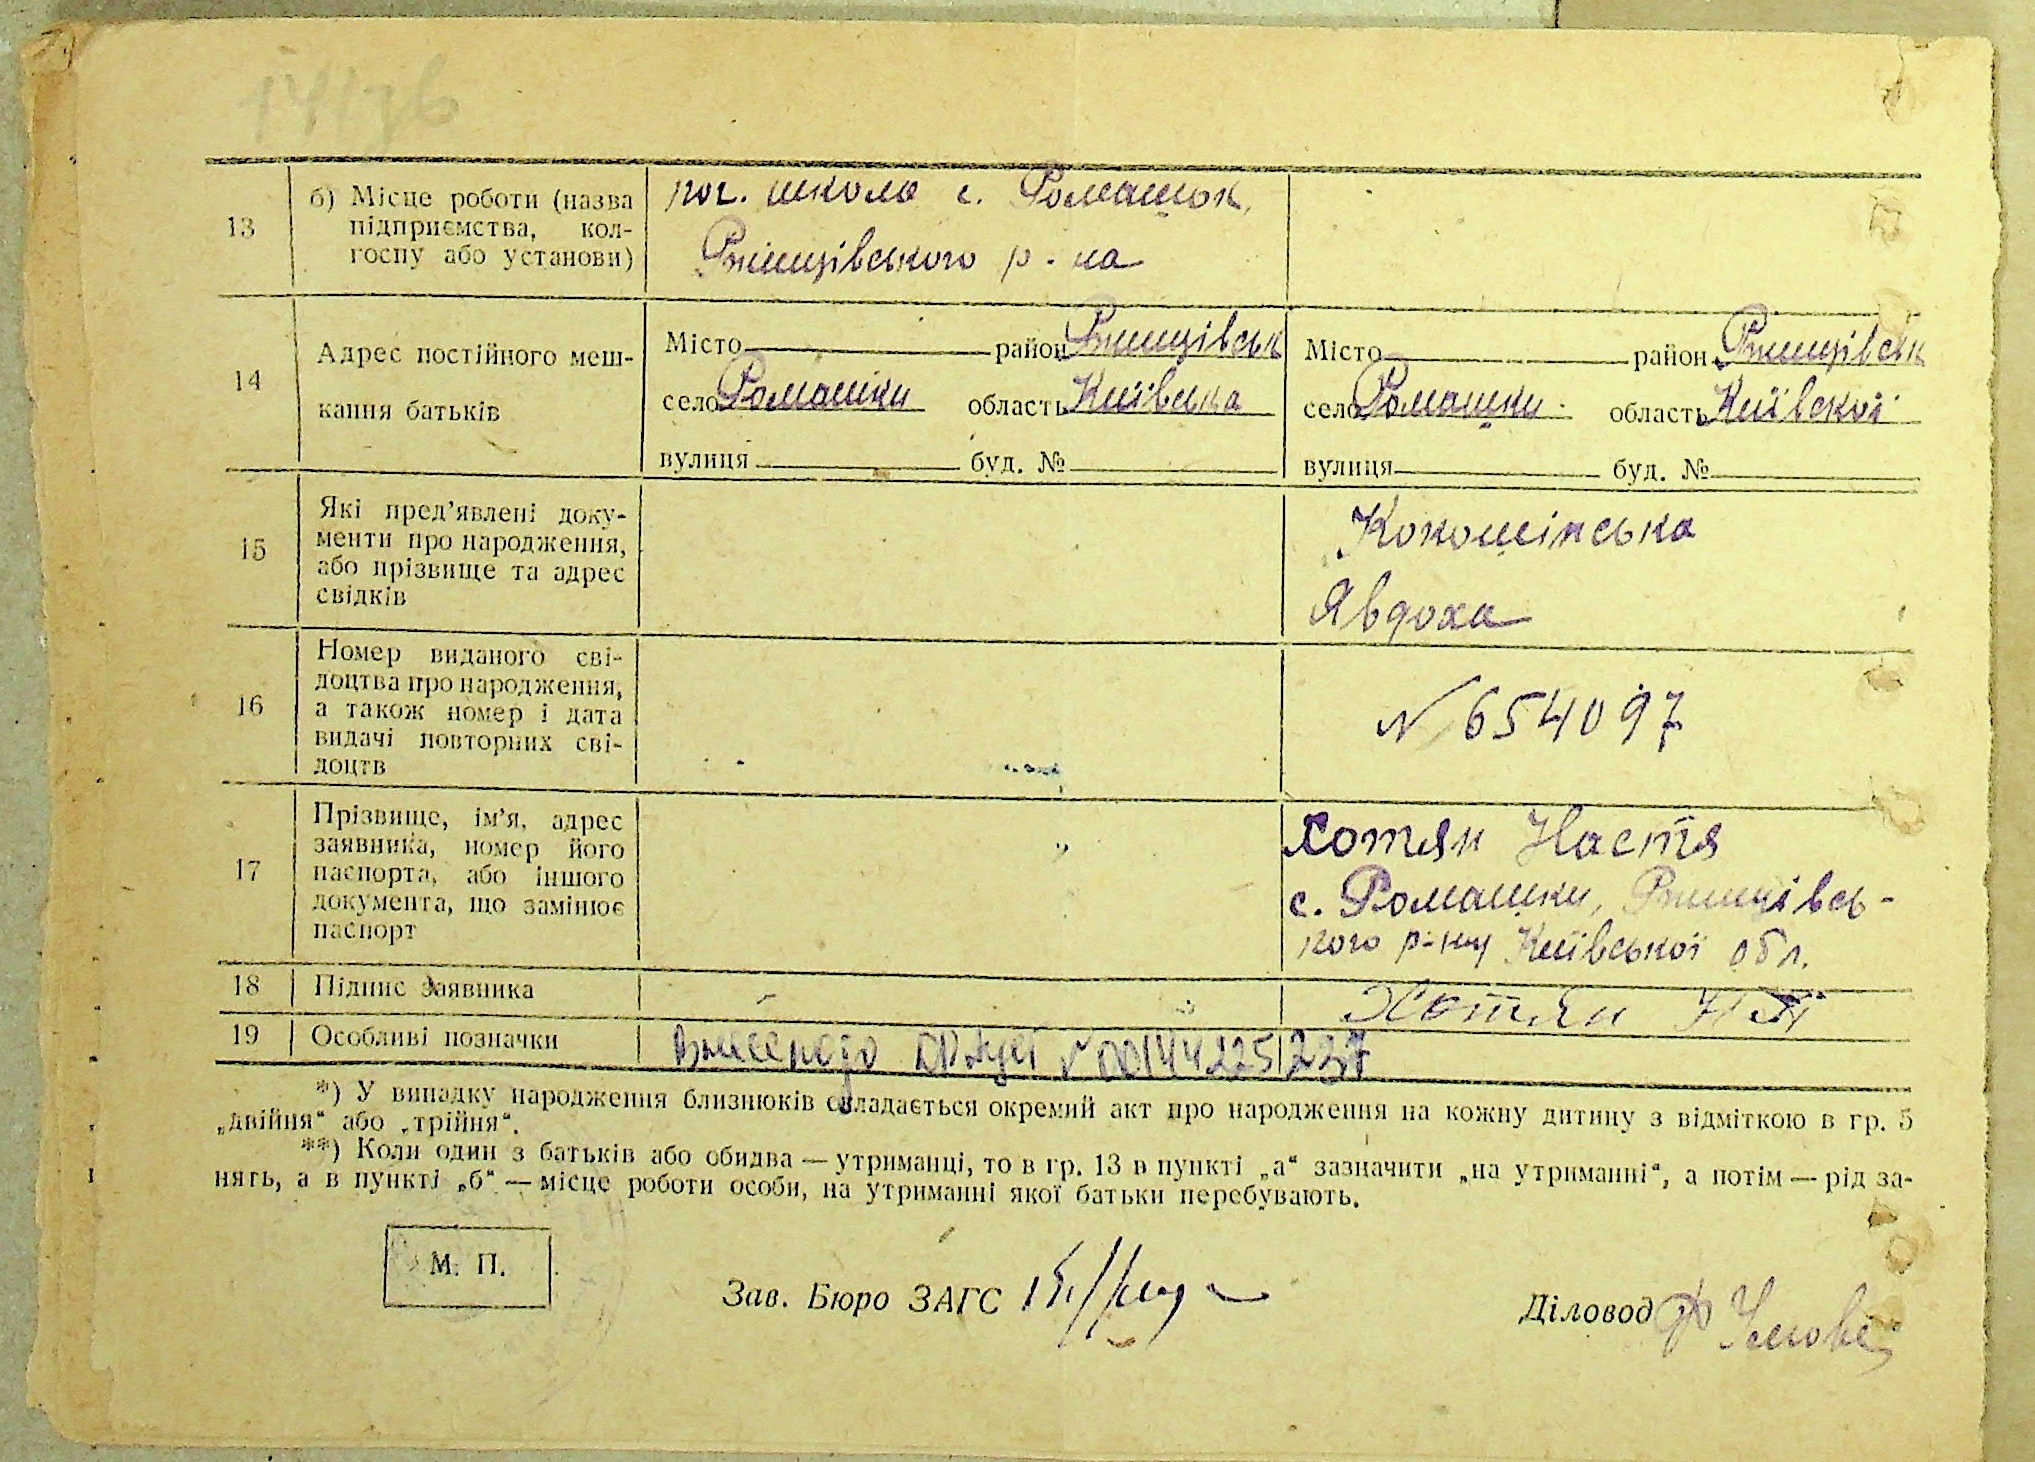 13
б) Місце роботи (назва
підприємства, кол-
госпу або установи)
поч. школа с. Ромашок
Ржищівського р-на
14
Адрес постійного меш-
кання батьків
Місто район Ржищівськ
село Ромашки область Київська
вулиця буд. №
Місто район Ржищівськ
село Ромашки область Київскої
вулиця буд. №
15
Які пред’явлені доку-
менти про народження,
або прізвище та адрес
свідків
Кокошінська
Явдоха
16
Номер виданого сві-
доцтва про народження,
а також номер і дата
видачі повторних сві-
доцтв
N 654097
17
Прізвище, ім’я, адрес
заявника, номер його
паспорта, або іншого
документа, що замінює
паспорт
Хотян Настя
с. Ромашки, Ржищівсь-
кого р-ну Київської обл.
18
Підпис заявника
Хотян Н
19
Особливі позначки
Внесено до N 00144225237
*) У випадку народження близнюків складається окремий акт про народження на кожну дитину з відміткою в гр. 5
„двійня“ або „трійня“.
**) Коли один з батьків або обидва — утриманці, то в гр. 13 в пункті „а“ зазначити „на утриманні“, а потім — рід за-
нять, а в пункті „б“ — місце роботи особи, на утриманні якої батьки перебувають.
М. П.
Зав. Бюро ЗАГС
Діловод